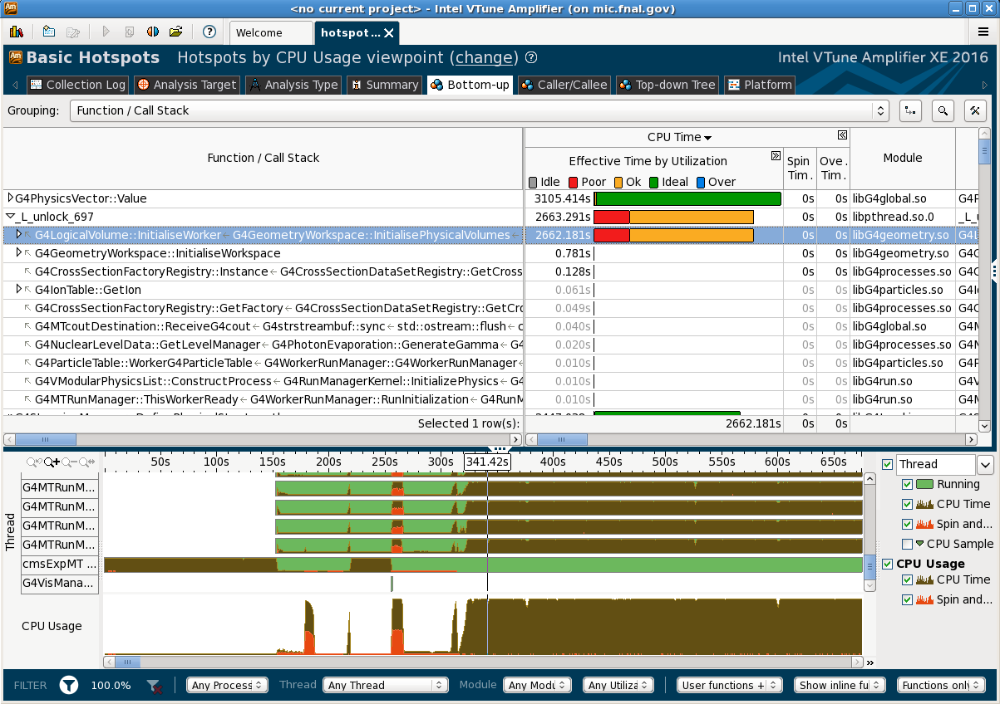 <no current project> - Intel VTune Amplifier (on mic.fnal.gov)
Welcome hotspot ...
Basic Hotspots Hotspots by CPU Usage viewpoint (change) Intel VTune Amplifier XE 2016
Collection Log Analysis Target Analysis Type Summary Bottom-up Caller/Callee Top-down Tree Platform
Grouping: Function / Call Stack
Function / Call Stack
CPU Time
Effective Time by Utilization
Idle Poor Ok Ideal Over
Spin Tim.
Ove. Tim.
Module
G4PhysicsVector::Value 3105.414s 0s 0s libG4global.so G4P
_L_unlock_697 2663.291s 0s 0s libpthread.so.0 _L_
G4LogicalVolume::InitialiseWorker ← G4GeometryWorkspace::InitialisePhysicalVolumes ← 2662.181s 0s 0s libG4geometry.so G4L
G4GeometryWorkspace::InitialiseWorkspace 0.781s 0s 0s libG4geometry.so G4G
G4CrossSectionFactoryRegistry::Instance ← G4CrossSectionDataSetRegistry::GetCross 0.128s 0s 0s libG4processes.so G4C
G4IonTable::GetIon 0.061s 0s 0s libG4particles.so G4I
G4CrossSectionFactoryRegistry::GetFactory ← G4CrossSectionDataSetRegistry::GetCr 0.049s 0s 0s libG4processes.so G4C
G4MTcoutDestination::ReceiveG4cout ← G4strstreambuf::sync ← std::ostream::flush ← 0.040s 0s 0s libG4global.so G4M
G4NuclearLevelData::GetLevelManager ← G4PhotonEvaporation::GenerateGamma ← G4 0.020s 0s 0s libG4processes.so G4N
G4ParticleTable::WorkerG4ParticleTable ← G4WorkerRunManager::G4WorkerRunManager ← 0.010s 0s 0s libG4particles.so G4P
G4VModularPhysicsList::ConstructProcess ← G4RunManagerKernel::InitializePhysics ← G4 0.010s 0s 0s libG4run.so G4V
G4MTRunManager::ThisWorkerReady ← G4WorkerRunManager::RunInitialization ← G4RunM 0.010s 0s 0s libG4run.so G4M
Selected 1 row(s): 2662.181s
50s 100s 150s 200s 250s 300s 341.42s 400s 450s 500s 550s 600s 650s
Thread
G4MTRunM...
G4MTRunM...
G4MTRunM...
G4MTRunM...
cmsExpMT ...
G4VisMana...
CPU Usage
Thread
Running
CPU Time
Spin and...
CPU Sample
CPU Usage
CPU Time
Spin and...
FILTER 100.0% Any Process Thread Any Thread Module Any Modu Any Utiliza User functions + Show inline fu Functions only